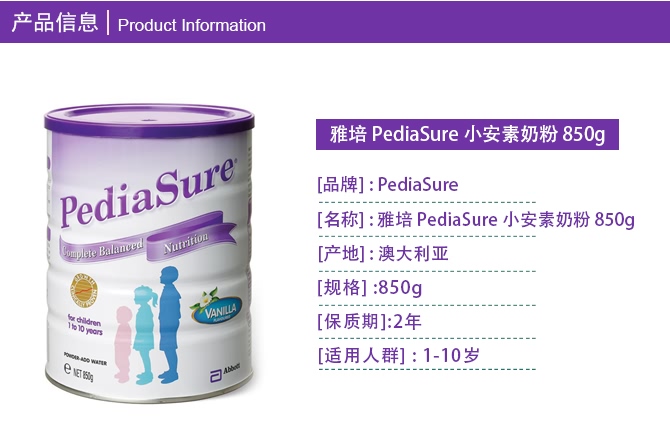 产品信息 | Product Information
雅培 PediaSure 小安素奶粉 850g
PediaSure®
Complete Balanced Nutrition
for children
1 to 10 years
VANILLA
POWDER-ADD WATER
℮ NET 850g
Abbott
[品牌] : PediaSure
[名称] : 雅培 PediaSure 小安素奶粉 850g
[产地] : 澳大利亚
[规格] :850g
[保质期]:2年
[适用人群] : 1-10岁